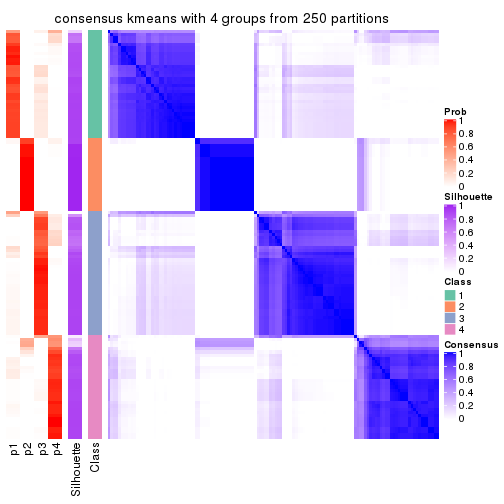 consensus kmeans with 4 groups from 250 partitions
Prob
1
0.8
0.6
0.4
0.2
0
Silhouette
1
0.8
0.6
0.4
0.2
0
Class
1
2
3
4
Consensus
1
0.8
0.6
0.4
0.2
0
p1
p2
p3
p4
Silhouette
Class